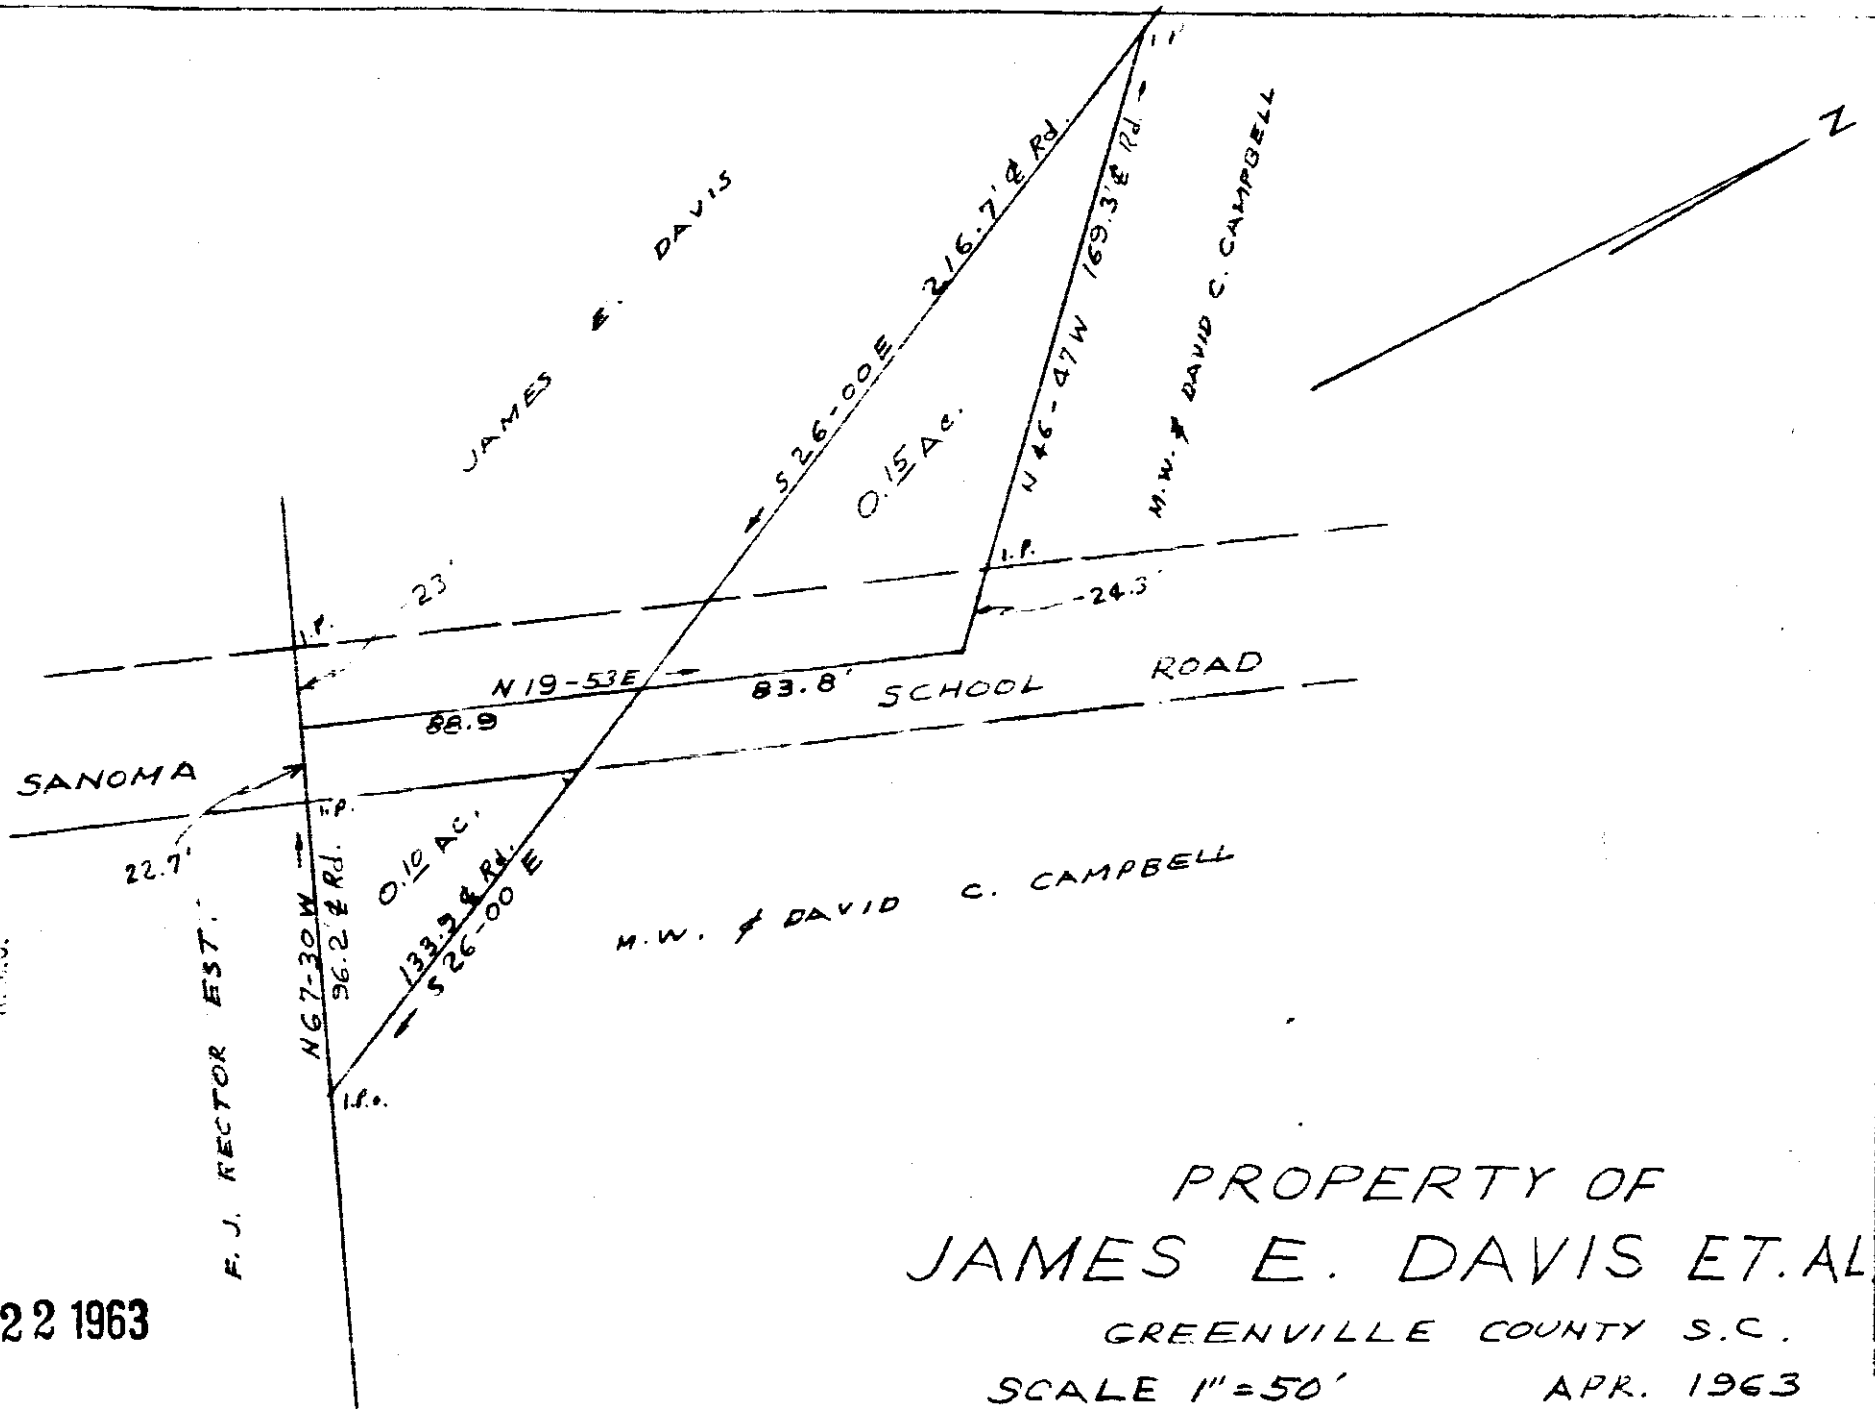 I.P.
N
JAMES E. DAVIS
S 26-00 E 216.7' ℄ Rd.
0.15 Ac.
N 46-47 W 169.3' ℄ Rd
M.W. & DAVID C. CAMPBELL
I.P.
24.3'
23'
I.P.
N 19-53 E
88.9
83.8'
SANOMA SCHOOL ROAD
I.P.
22.7'
0.10 AC.
N 67-30 W
96.2' ℄ Rd.
133.9 ℄ Rd.
S 26-00 E
I.P.o.
F. J. RECTOR EST.
M.W. & DAVID C. CAMPBELL
PROPERTY OF
JAMES E. DAVIS ET. AL
GREENVILLE COUNTY S.C.
SCALE 1"=50' APR. 1963
22 1963